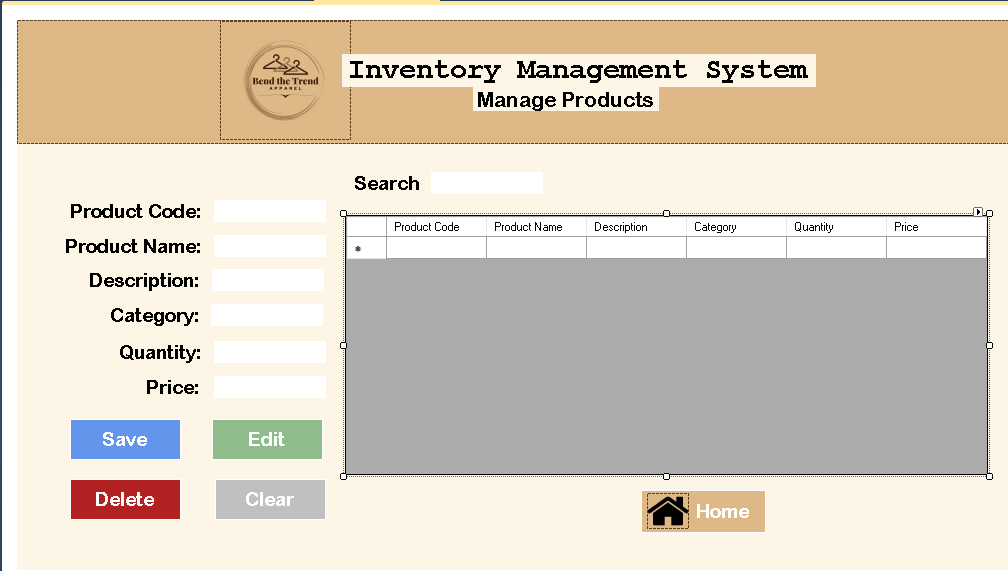 Bend the Trend
APPAREL
Inventory Management System
Manage Products
Search
Product Code:
Product Name:
Description:
Category:
Quantity:
Price:
Product Code Product Name Description Category Quantity Price
Save Edit
Delete Clear
Home